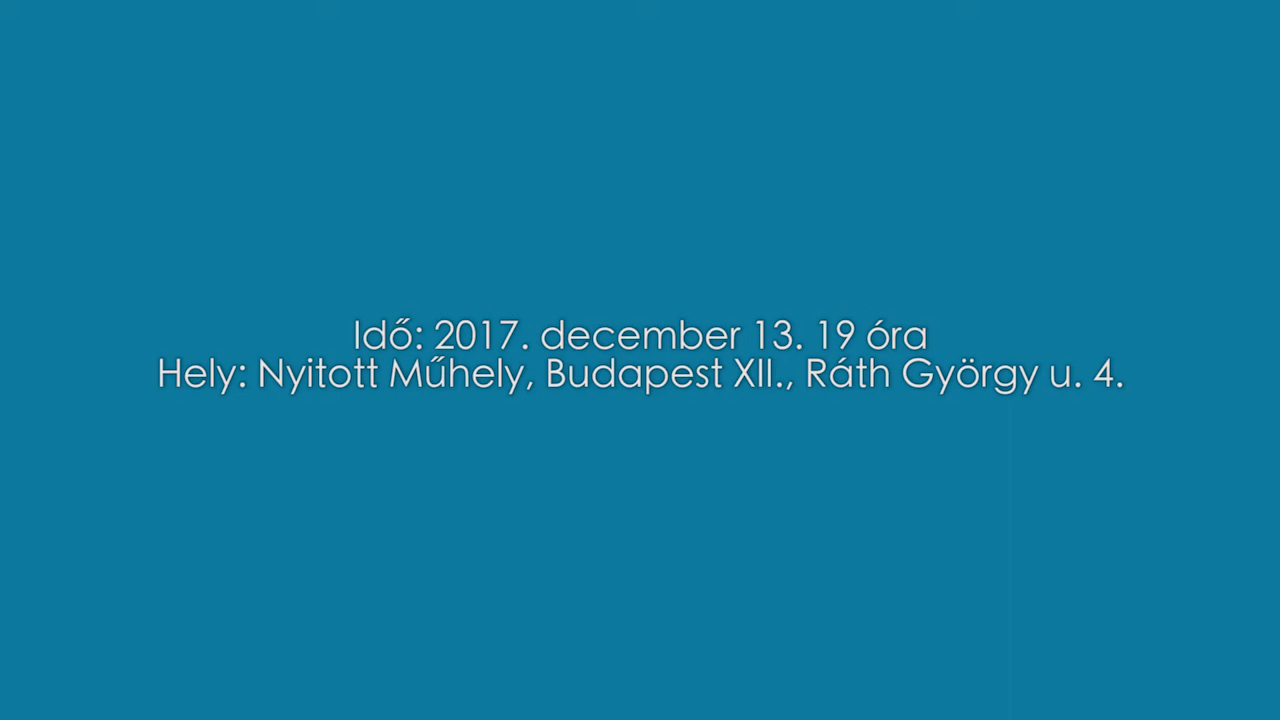 Idő: 2017. december 13. 19 óra
Hely: Nyitott Műhely, Budapest XII., Ráth György u. 4.